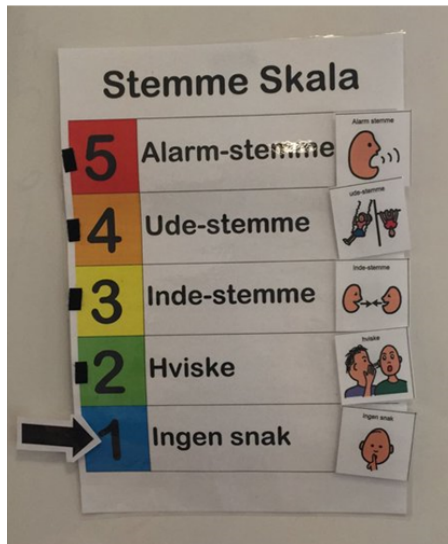 Stemme Skala
5 Alarm-stemme
Alarm stemme
4 Ude-stemme
ude-stemme
3 Inde-stemme
Inde-stemme
2 Hviske
hviske
1 Ingen snak
ingen snak